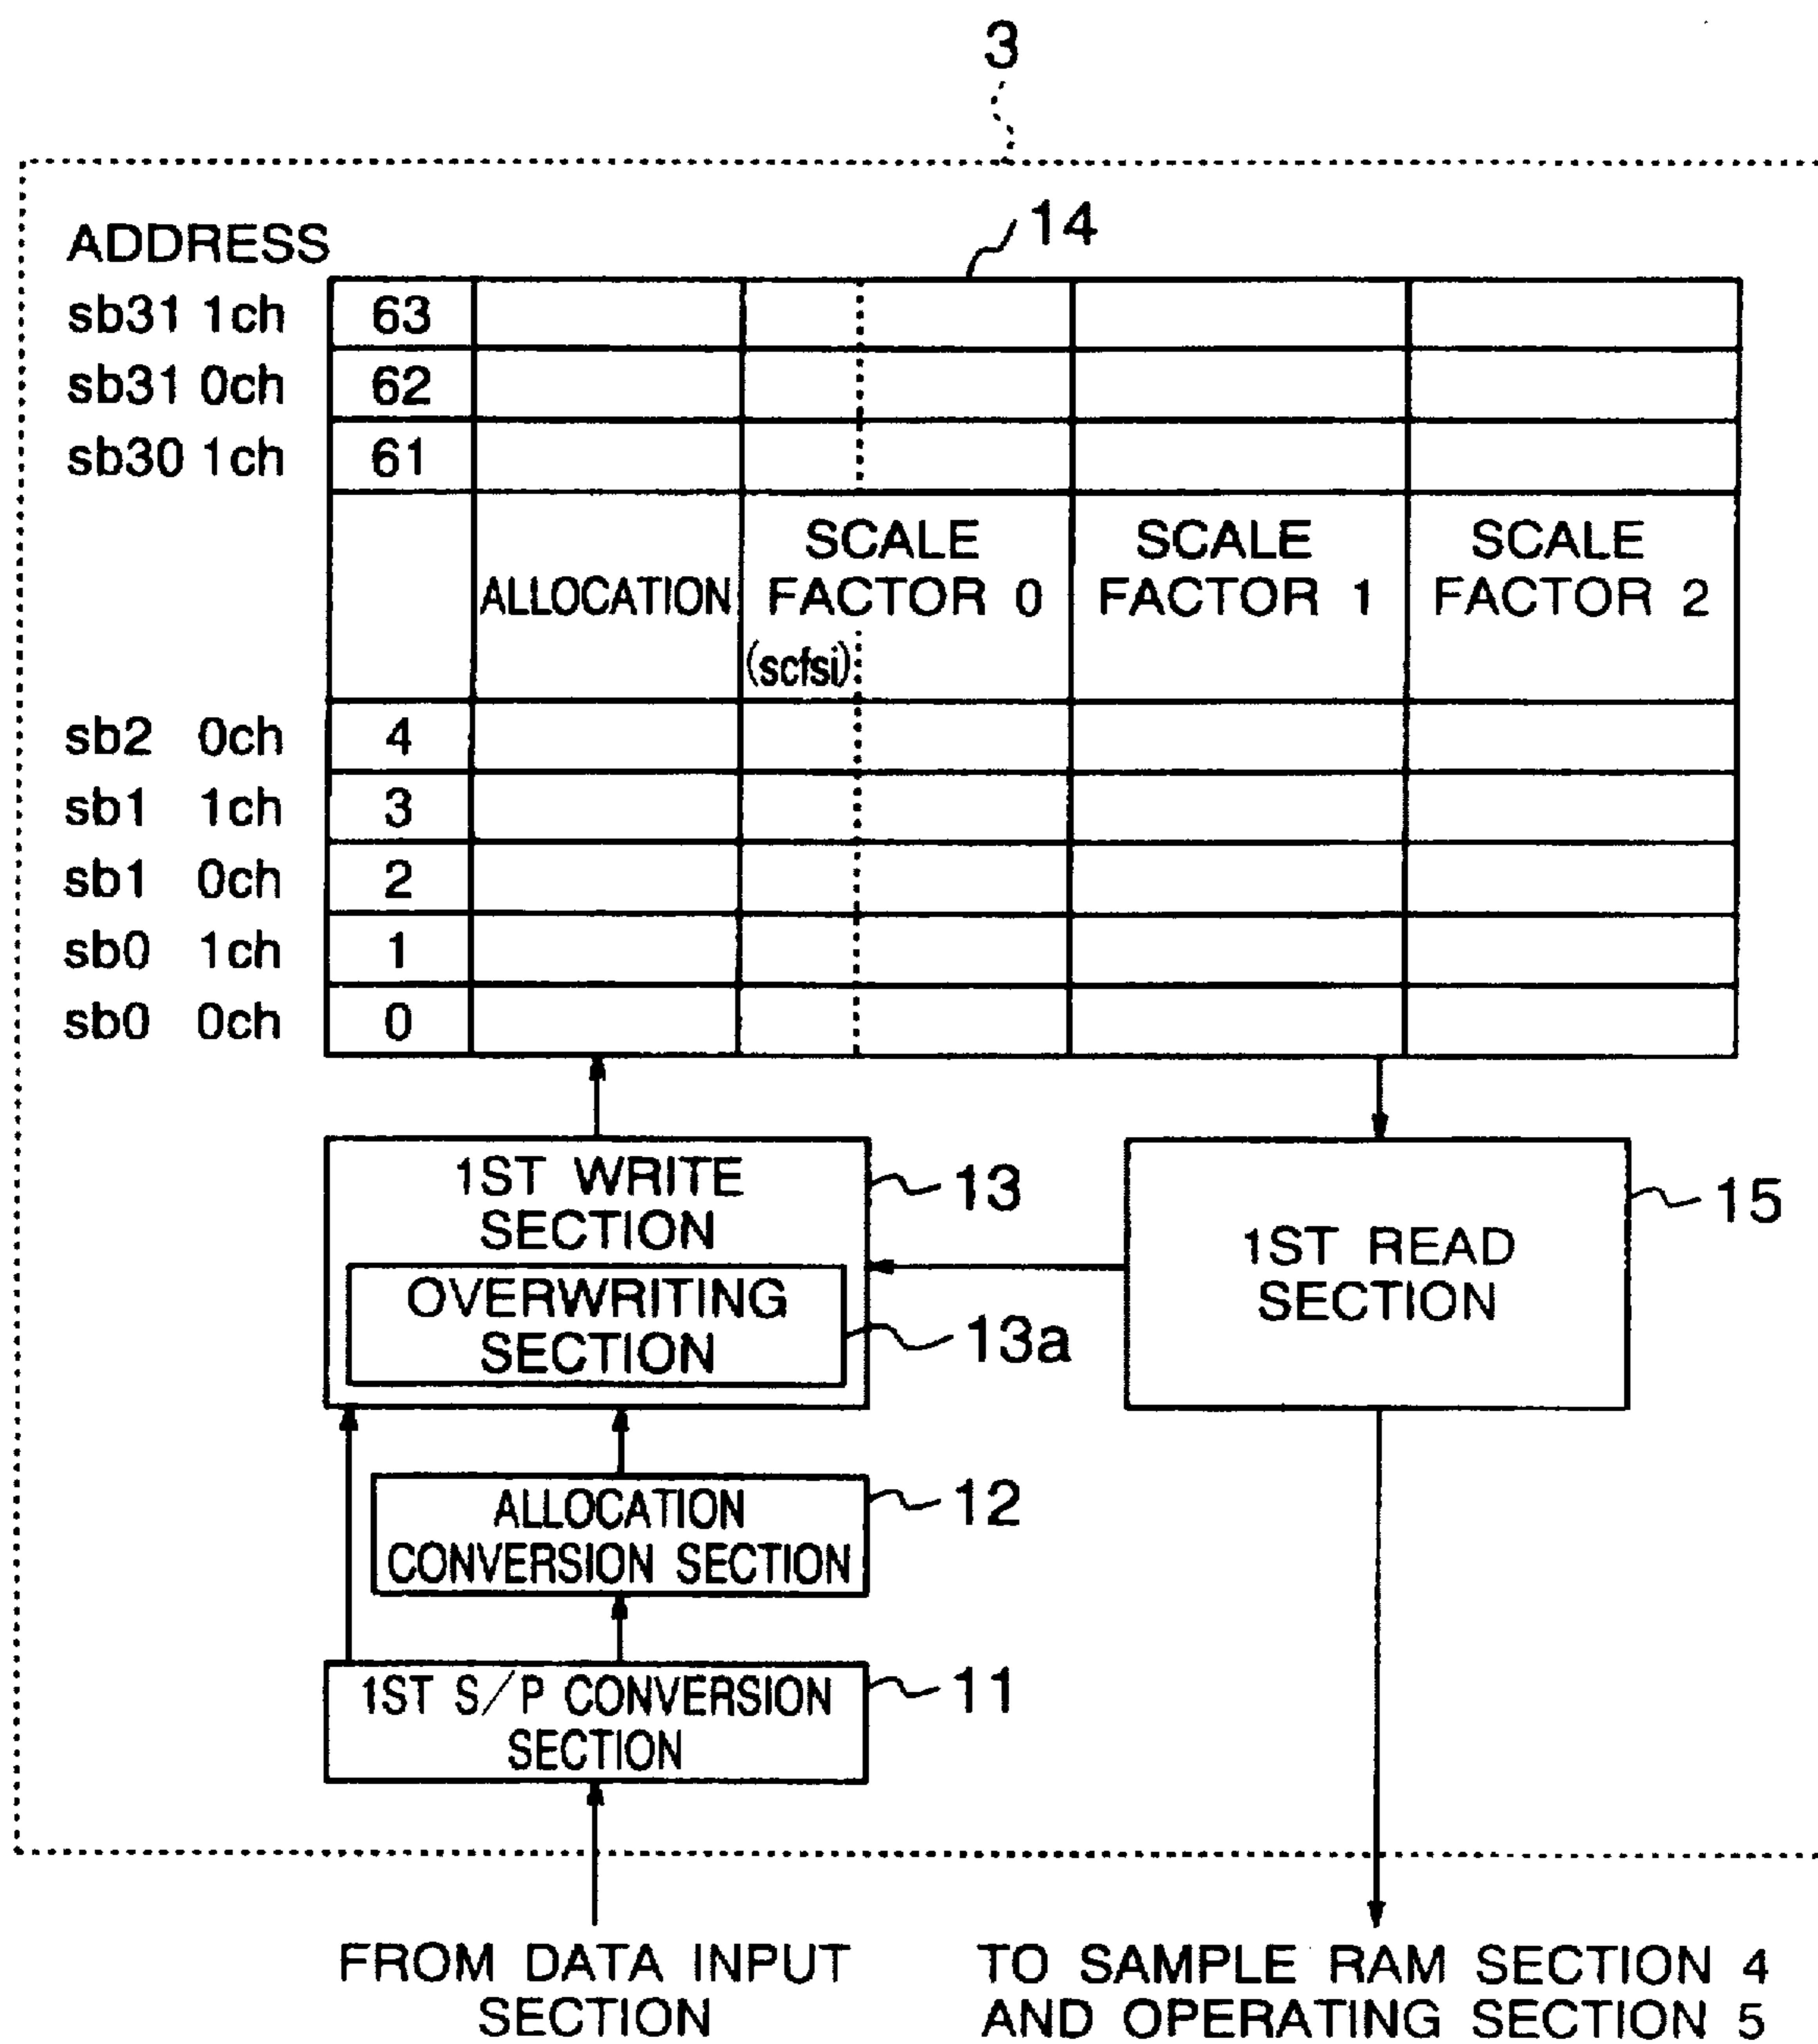 3
14
ADDRESS
sb31 1ch 63
sb31 0ch 62
sb30 1ch 61
SCALE SCALE SCALE
ALLOCATION FACTOR 0 FACTOR 1 FACTOR 2
(scfsi)
sb2 0ch 4
sb1 1ch 3
sb1 0ch 2
sb0 1ch 1
sb0 0ch 0
1ST WRITE
SECTION
13
OVERWRITING
SECTION
13a
1ST READ
SECTION
15
ALLOCATION
CONVERSION SECTION
12
1ST S/P CONVERSION
SECTION
11
FROM DATA INPUT
SECTION
TO SAMPLE RAM SECTION 4
AND OPERATING SECTION 5